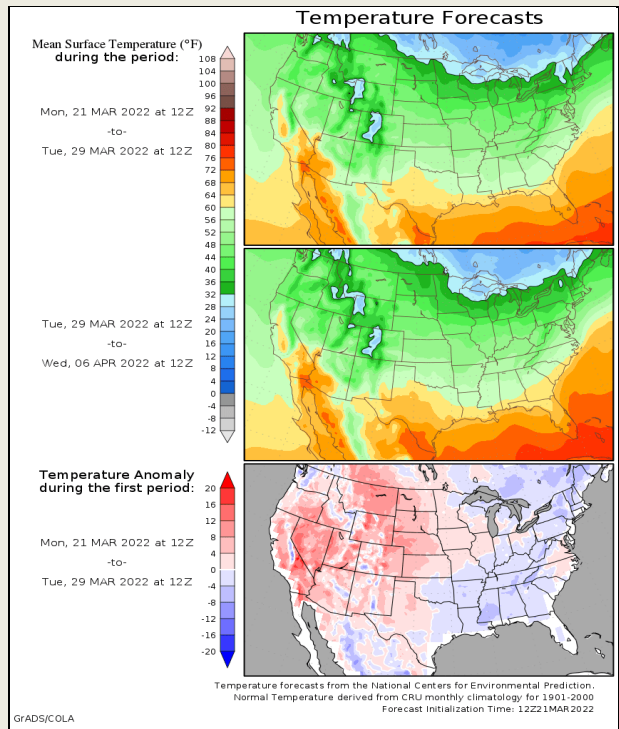 Temperature Forecasts
Mean Surface Temperature (°F)
during the period:
Mon, 21 MAR 2022 at 12Z
-to-
Tue, 29 MAR 2022 at 12Z
108
104
100
96
92
88
84
80
76
72
68
64
60
56
52
48
44
40
36
32
28
24
20
16
12
8
4
0
-4
-8
-12
Tue, 29 MAR 2022 at 12Z
-to-
Wed, 06 APR 2022 at 12Z
Temperature Anomaly
during the first period:
Mon, 21 MAR 2022 at 12Z
-to-
Tue, 29 MAR 2022 at 12Z
20
16
12
8
4
0
-4
-8
-12
-16
-20
Temperature forecasts from the National Centers for Environmental Prediction.
Normal Temperature derived from CRU monthly climatology for 1901-2000
Forecast Initialization Time: 12Z21MAR2022
GrADS/COLA